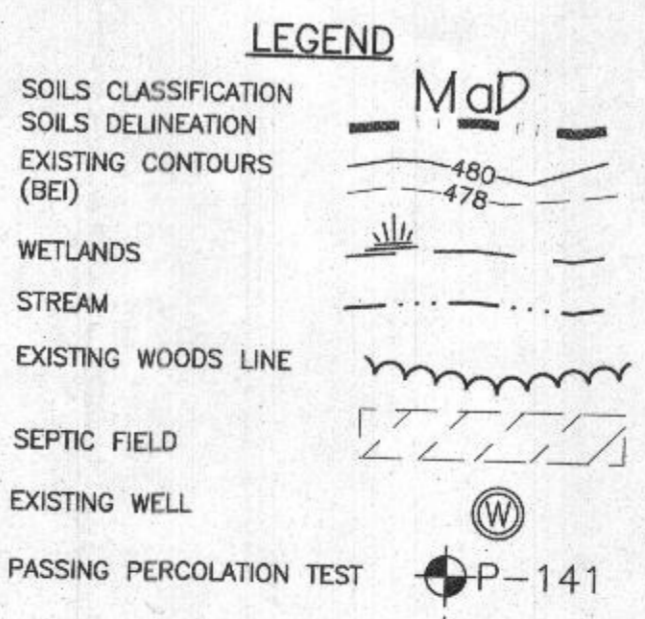 LEGEND
SOILS CLASSIFICATION MaD
SOILS DELINEATION
EXISTING CONTOURS 480
(BEI) 478
WETLANDS
STREAM
EXISTING WOODS LINE
SEPTIC FIELD
EXISTING WELL W
PASSING PERCOLATION TEST P-141